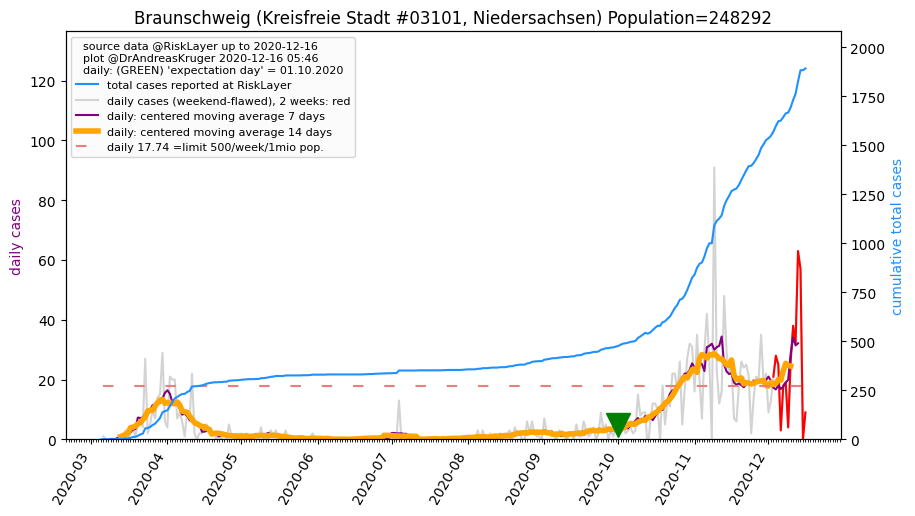 Braunschweig (Kreisfreie Stadt #03101, Niedersachsen) Population=248292
source data @RiskLayer up to 2020-12-16
plot @DrAndreasKruger 2020-12-16 05:46
daily: (GREEN) 'expectation day' = 01.10.2020
total cases reported at RiskLayer
daily cases (weekend-flawed), 2 weeks: red
daily: centered moving average 7 days
daily: centered moving average 14 days
daily 17.74 =limit 500/week/1mio pop.
daily cases
0
20
40
60
80
100
120
cumulative total cases
0
250
500
750
1000
1250
1500
1750
2000
2020-03
2020-04
2020-05
2020-06
2020-07
2020-08
2020-09
2020-10
2020-11
2020-12